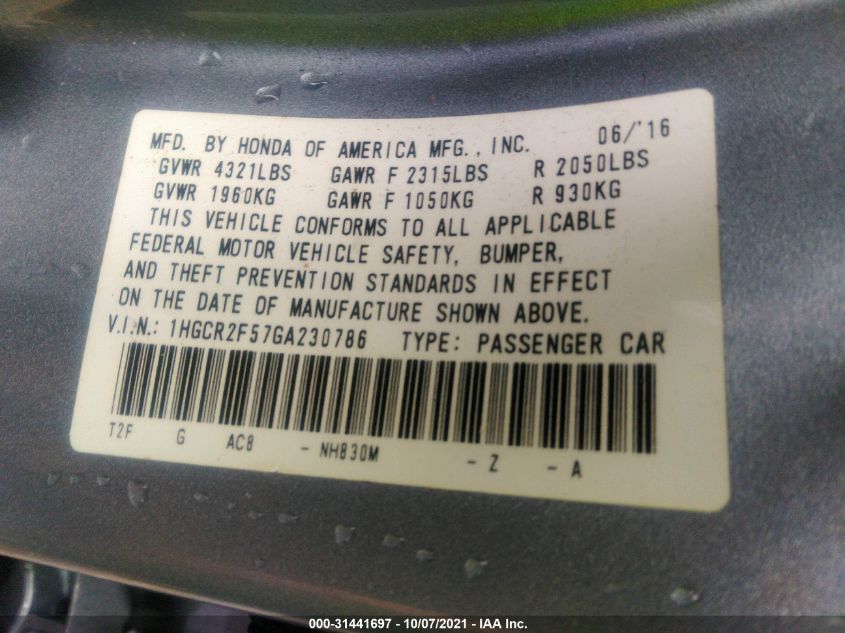 MFD. BY HONDA OF AMERICA MFG., INC. 06/'16
GVWR 4321LBS GAWR F 2315LBS R 2050LBS
GVWR 1960KG GAWR F 1050KG R 930KG
THIS VEHICLE CONFORMS TO ALL APPLICABLE
FEDERAL MOTOR VEHICLE SAFETY, BUMPER,
AND THEFT PREVENTION STANDARDS IN EFFECT
ON THE DATE OF MANUFACTURE SHOWN ABOVE.
V.I.N.: 1HGCR2F57GA230786 TYPE: PASSENGER CAR
T2F G AC8 - NH830M - Z - A
000-31441697 - 10/07/2021 - IAA Inc.